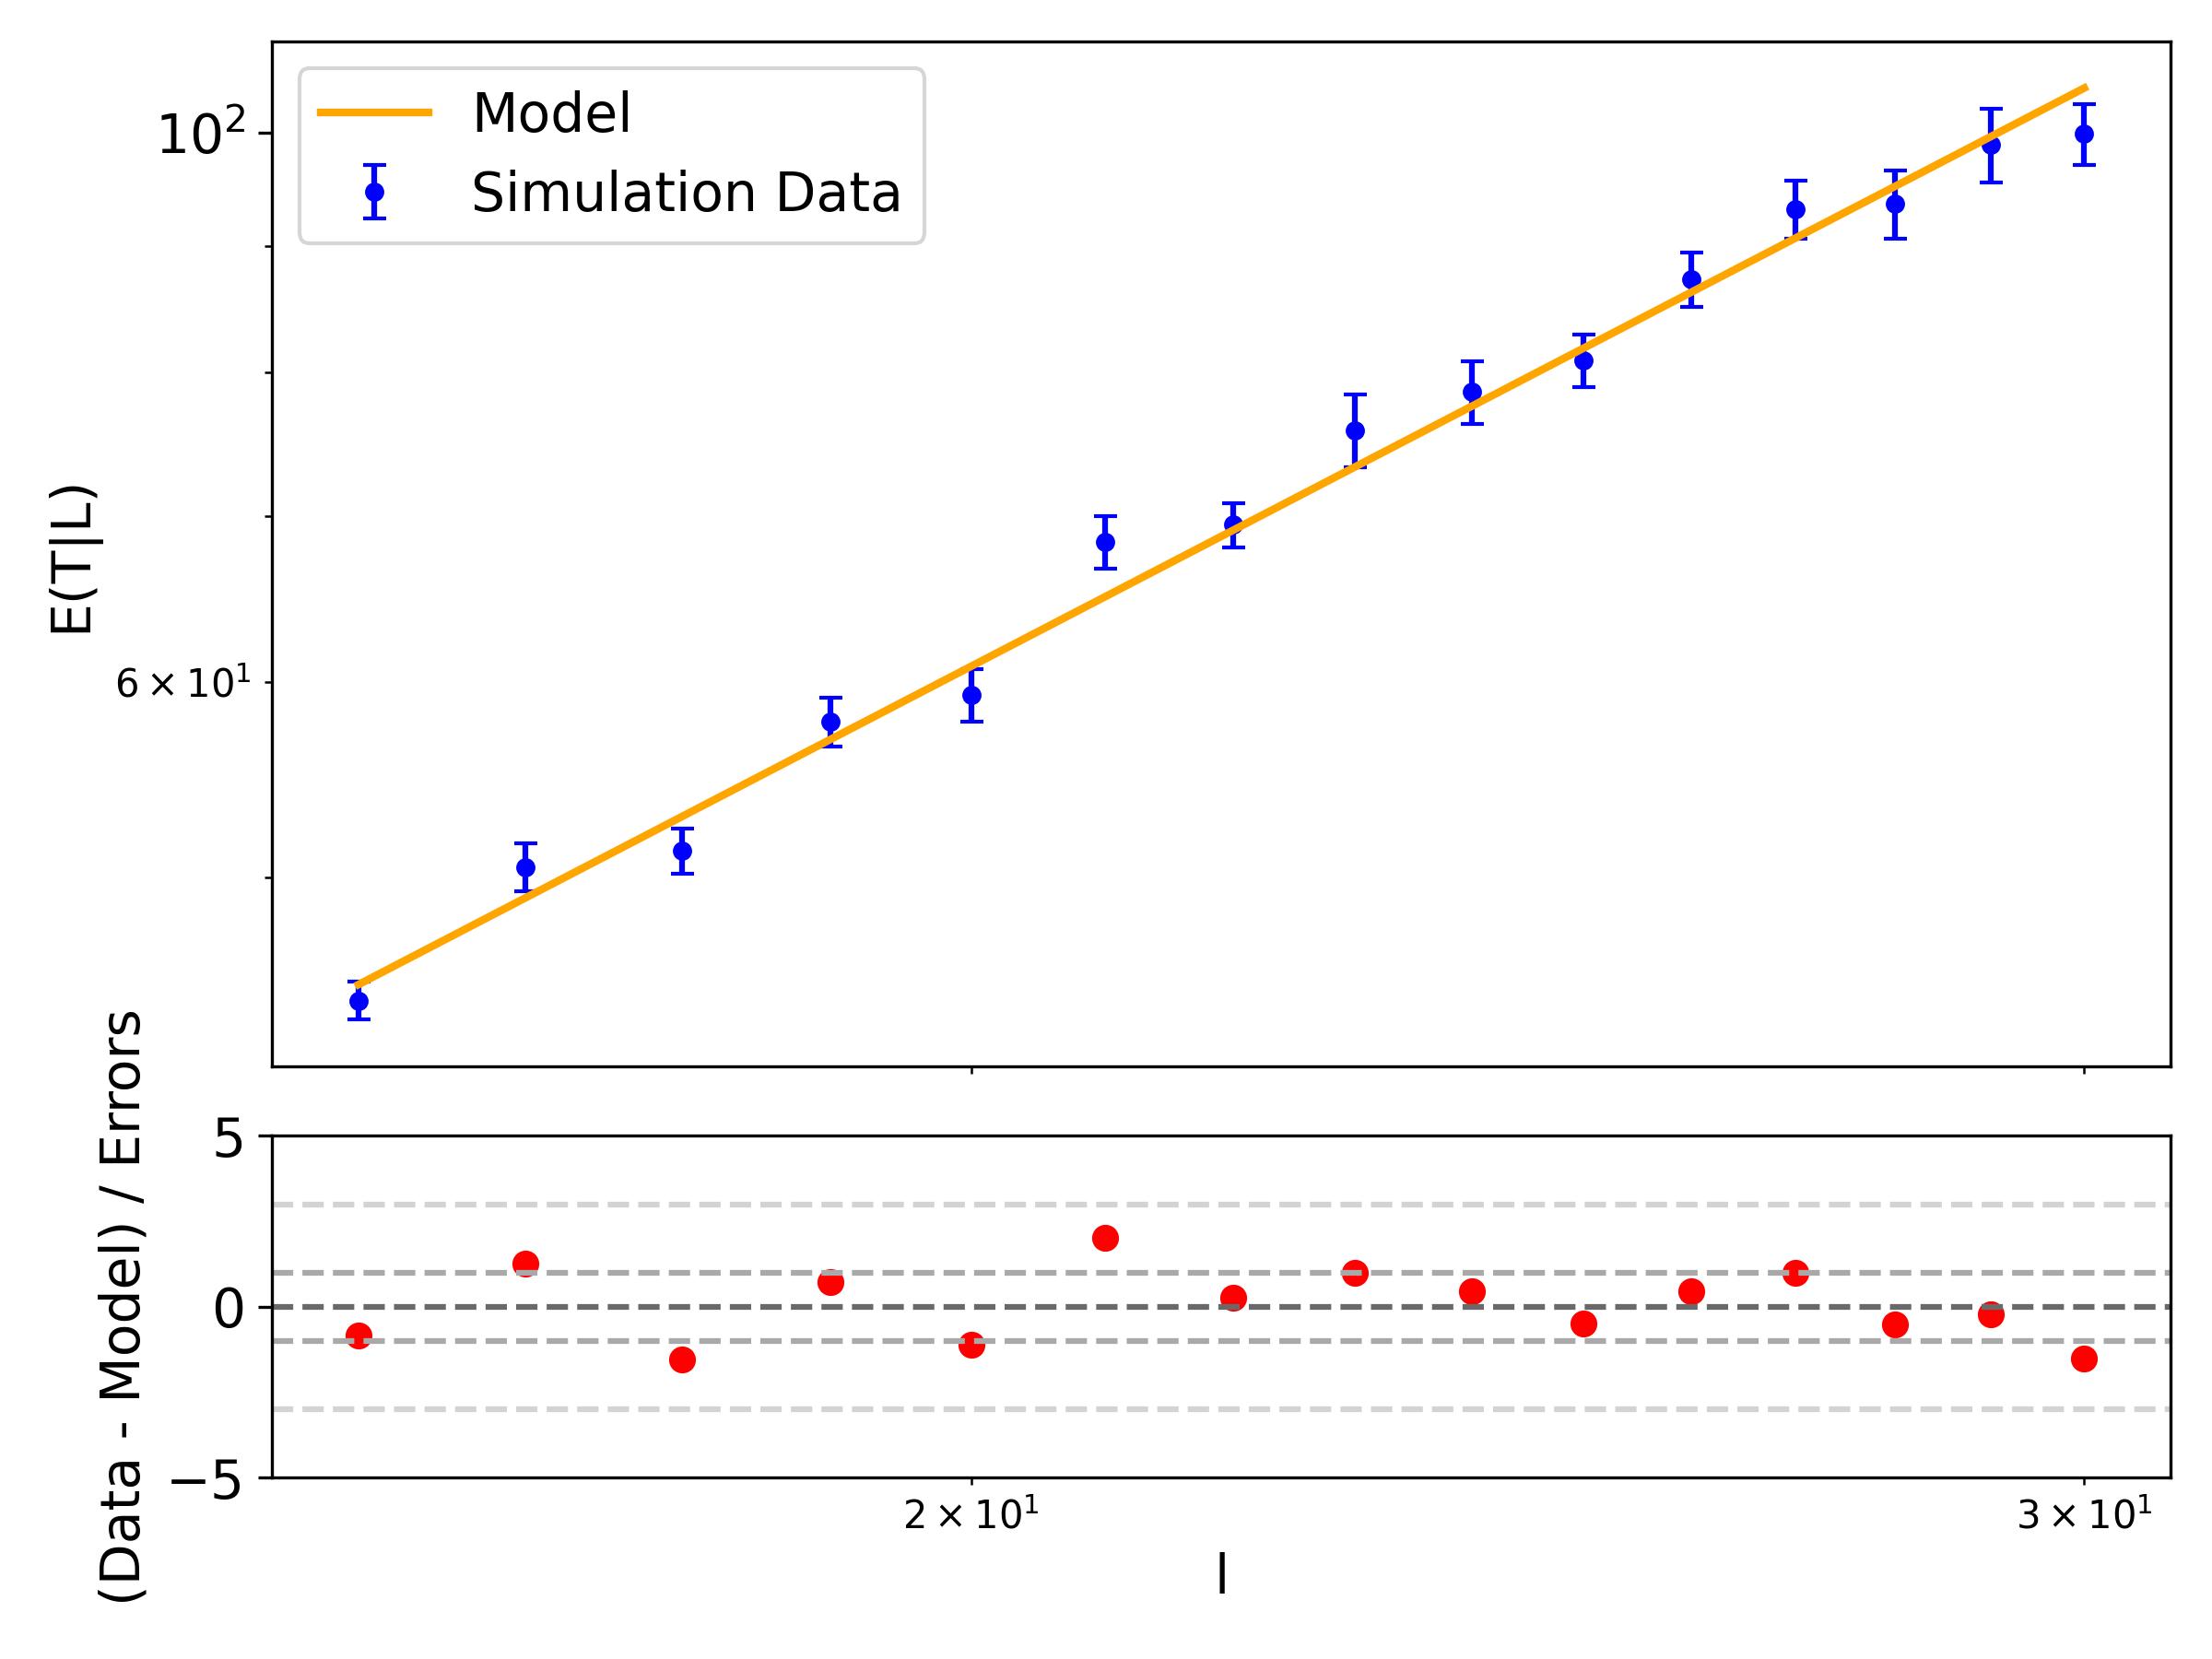 10²
6 × 10¹
E(T|L)
Model
Simulation Data
5
0
−5
(Data - Model) / Errors
2 × 10¹
3 × 10¹
l